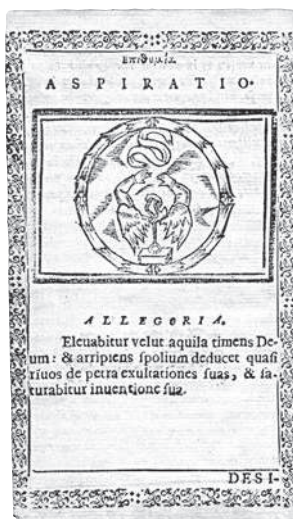 Επιθυμία.
ASPIRATIO.
S
ALLEGORIA.
Eleuabitur velut aquila timens De-
um: & arripiens ſpolium deducet quaſi
riuos de petra exultationes ſuas, & ſa-
turabitur inuentione ſua.
DESI-